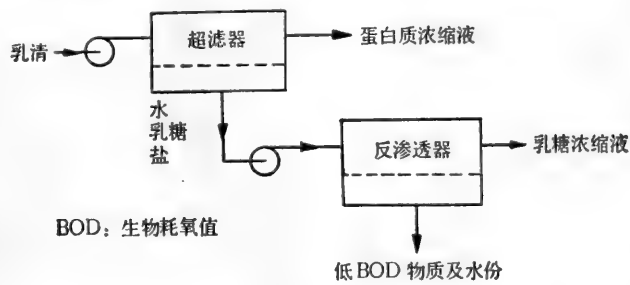 超滤器
蛋白质浓缩液
乳清
水
乳糖
盐
反渗透器
乳糖浓缩液
BOD：生物耗氧值
低BOD物质及水份